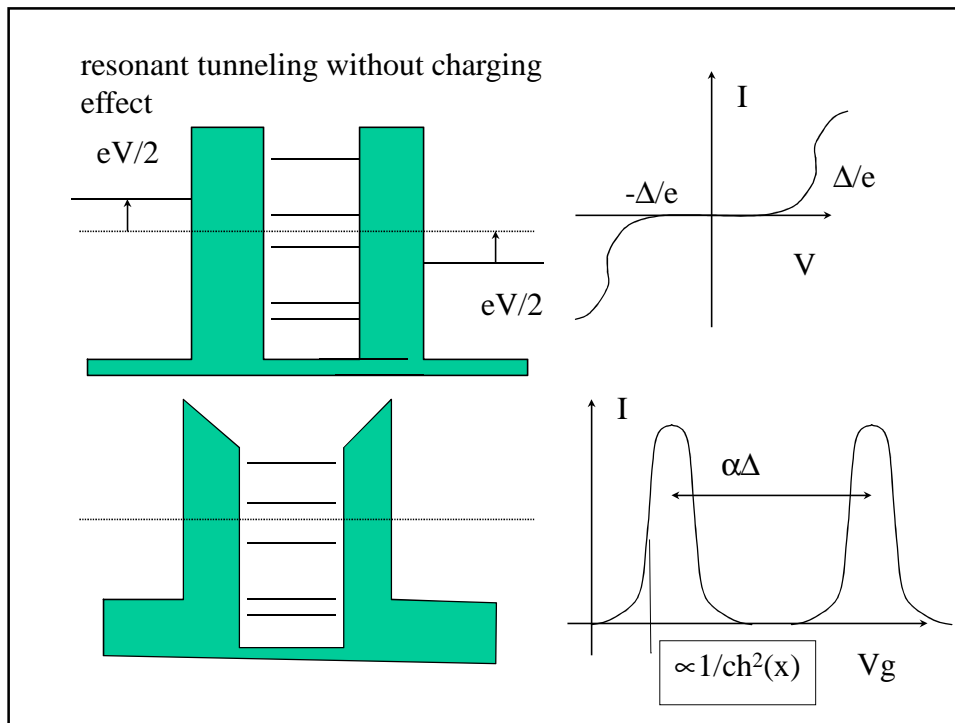 resonant tunneling without charging
effect
eV/2
eV/2
I
-Δ/e
Δ/e
V
I
αΔ
∝1/ch²(x)
Vg